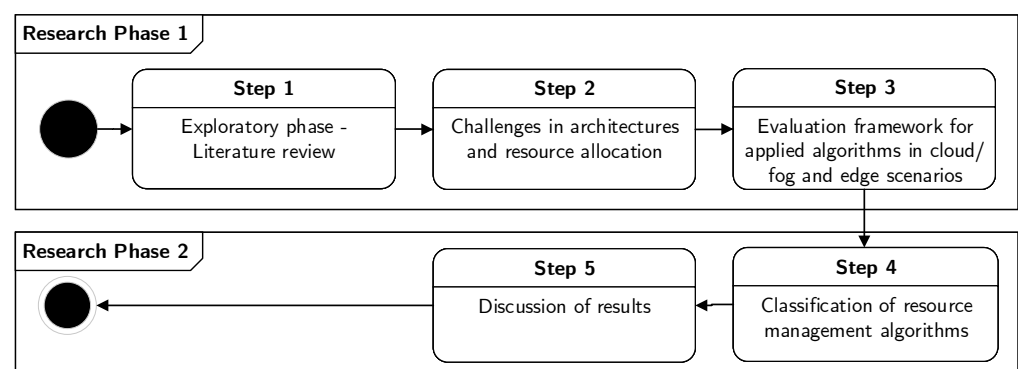 Research Phase 1
Step 1
Exploratory phase -
Literature review
Step 2
Challenges in architectures
and resource allocation
Step 3
Evaluation framework for
applied algorithms in cloud/
fog and edge scenarios
Research Phase 2
Step 5
Discussion of results
Step 4
Classification of resource
management algorithms